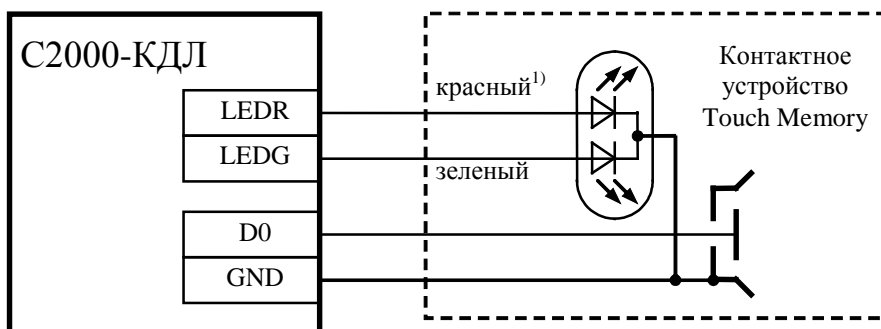 С2000-КДЛ
Контактное
устройство
Touch Memory
красный1)
LEDR
LEDG
зеленый
D0
GND